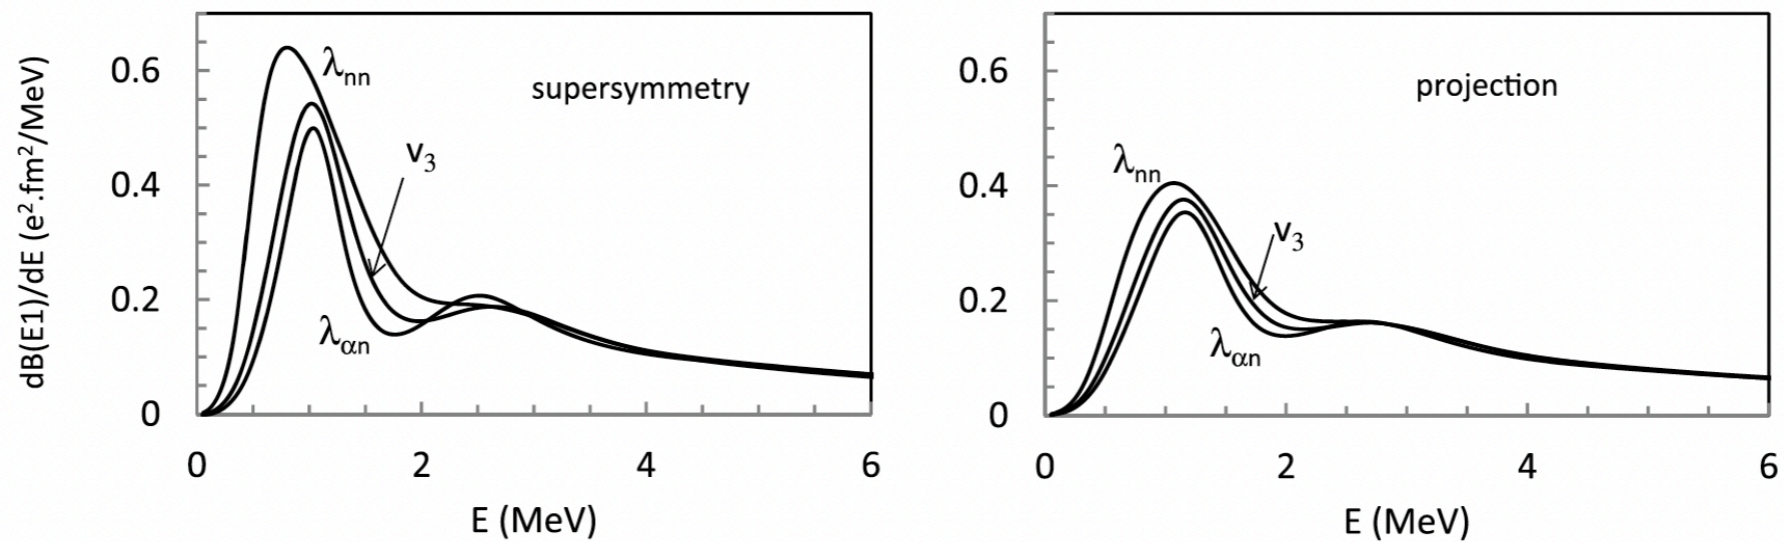 dB(E1)/dE (e².fm²/MeV)
0.6
0.4
0.2
0
0 2 4 6
E (MeV)
supersymmetry
λnn
v3
λαn
0.6
0.4
0.2
0
0 2 4 6
E (MeV)
projection
λnn
v3
λαn